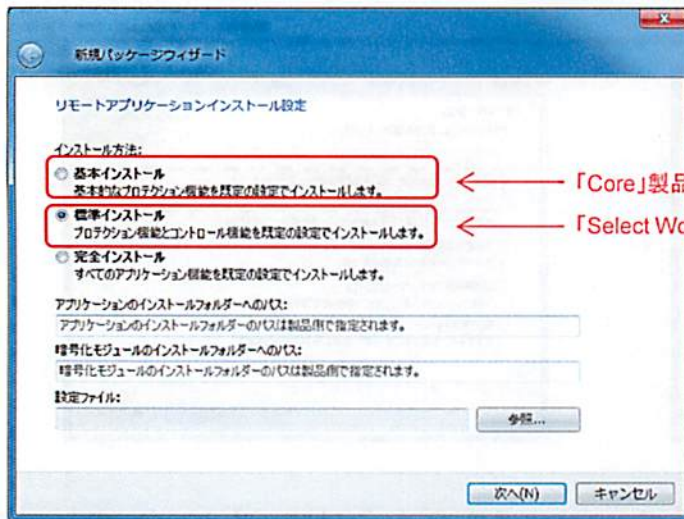 新規パッケージウィザード
リモートアプリケーションインストール設定
インストール方法:
基本インストール
基本的なプロテクション機能を既定の設定でインストールします。
「Core」製品
標準インストール
プロテクション機能とコントロール機能を既定の設定でインストールします。
「Select Wo
完全インストール
すべてのアプリケーション機能を既定の設定でインストールします。
アプリケーションのインストールフォルダーへのパス:
アプリケーションのインストールフォルダーのパスは製品側で指定されます。
暗号化モジュールのインストールフォルダーへのパス:
暗号化モジュールのインストールフォルダーのパスは製品側で指定されます。
設定ファイル:
参照...
次へ(N)
キャンセル